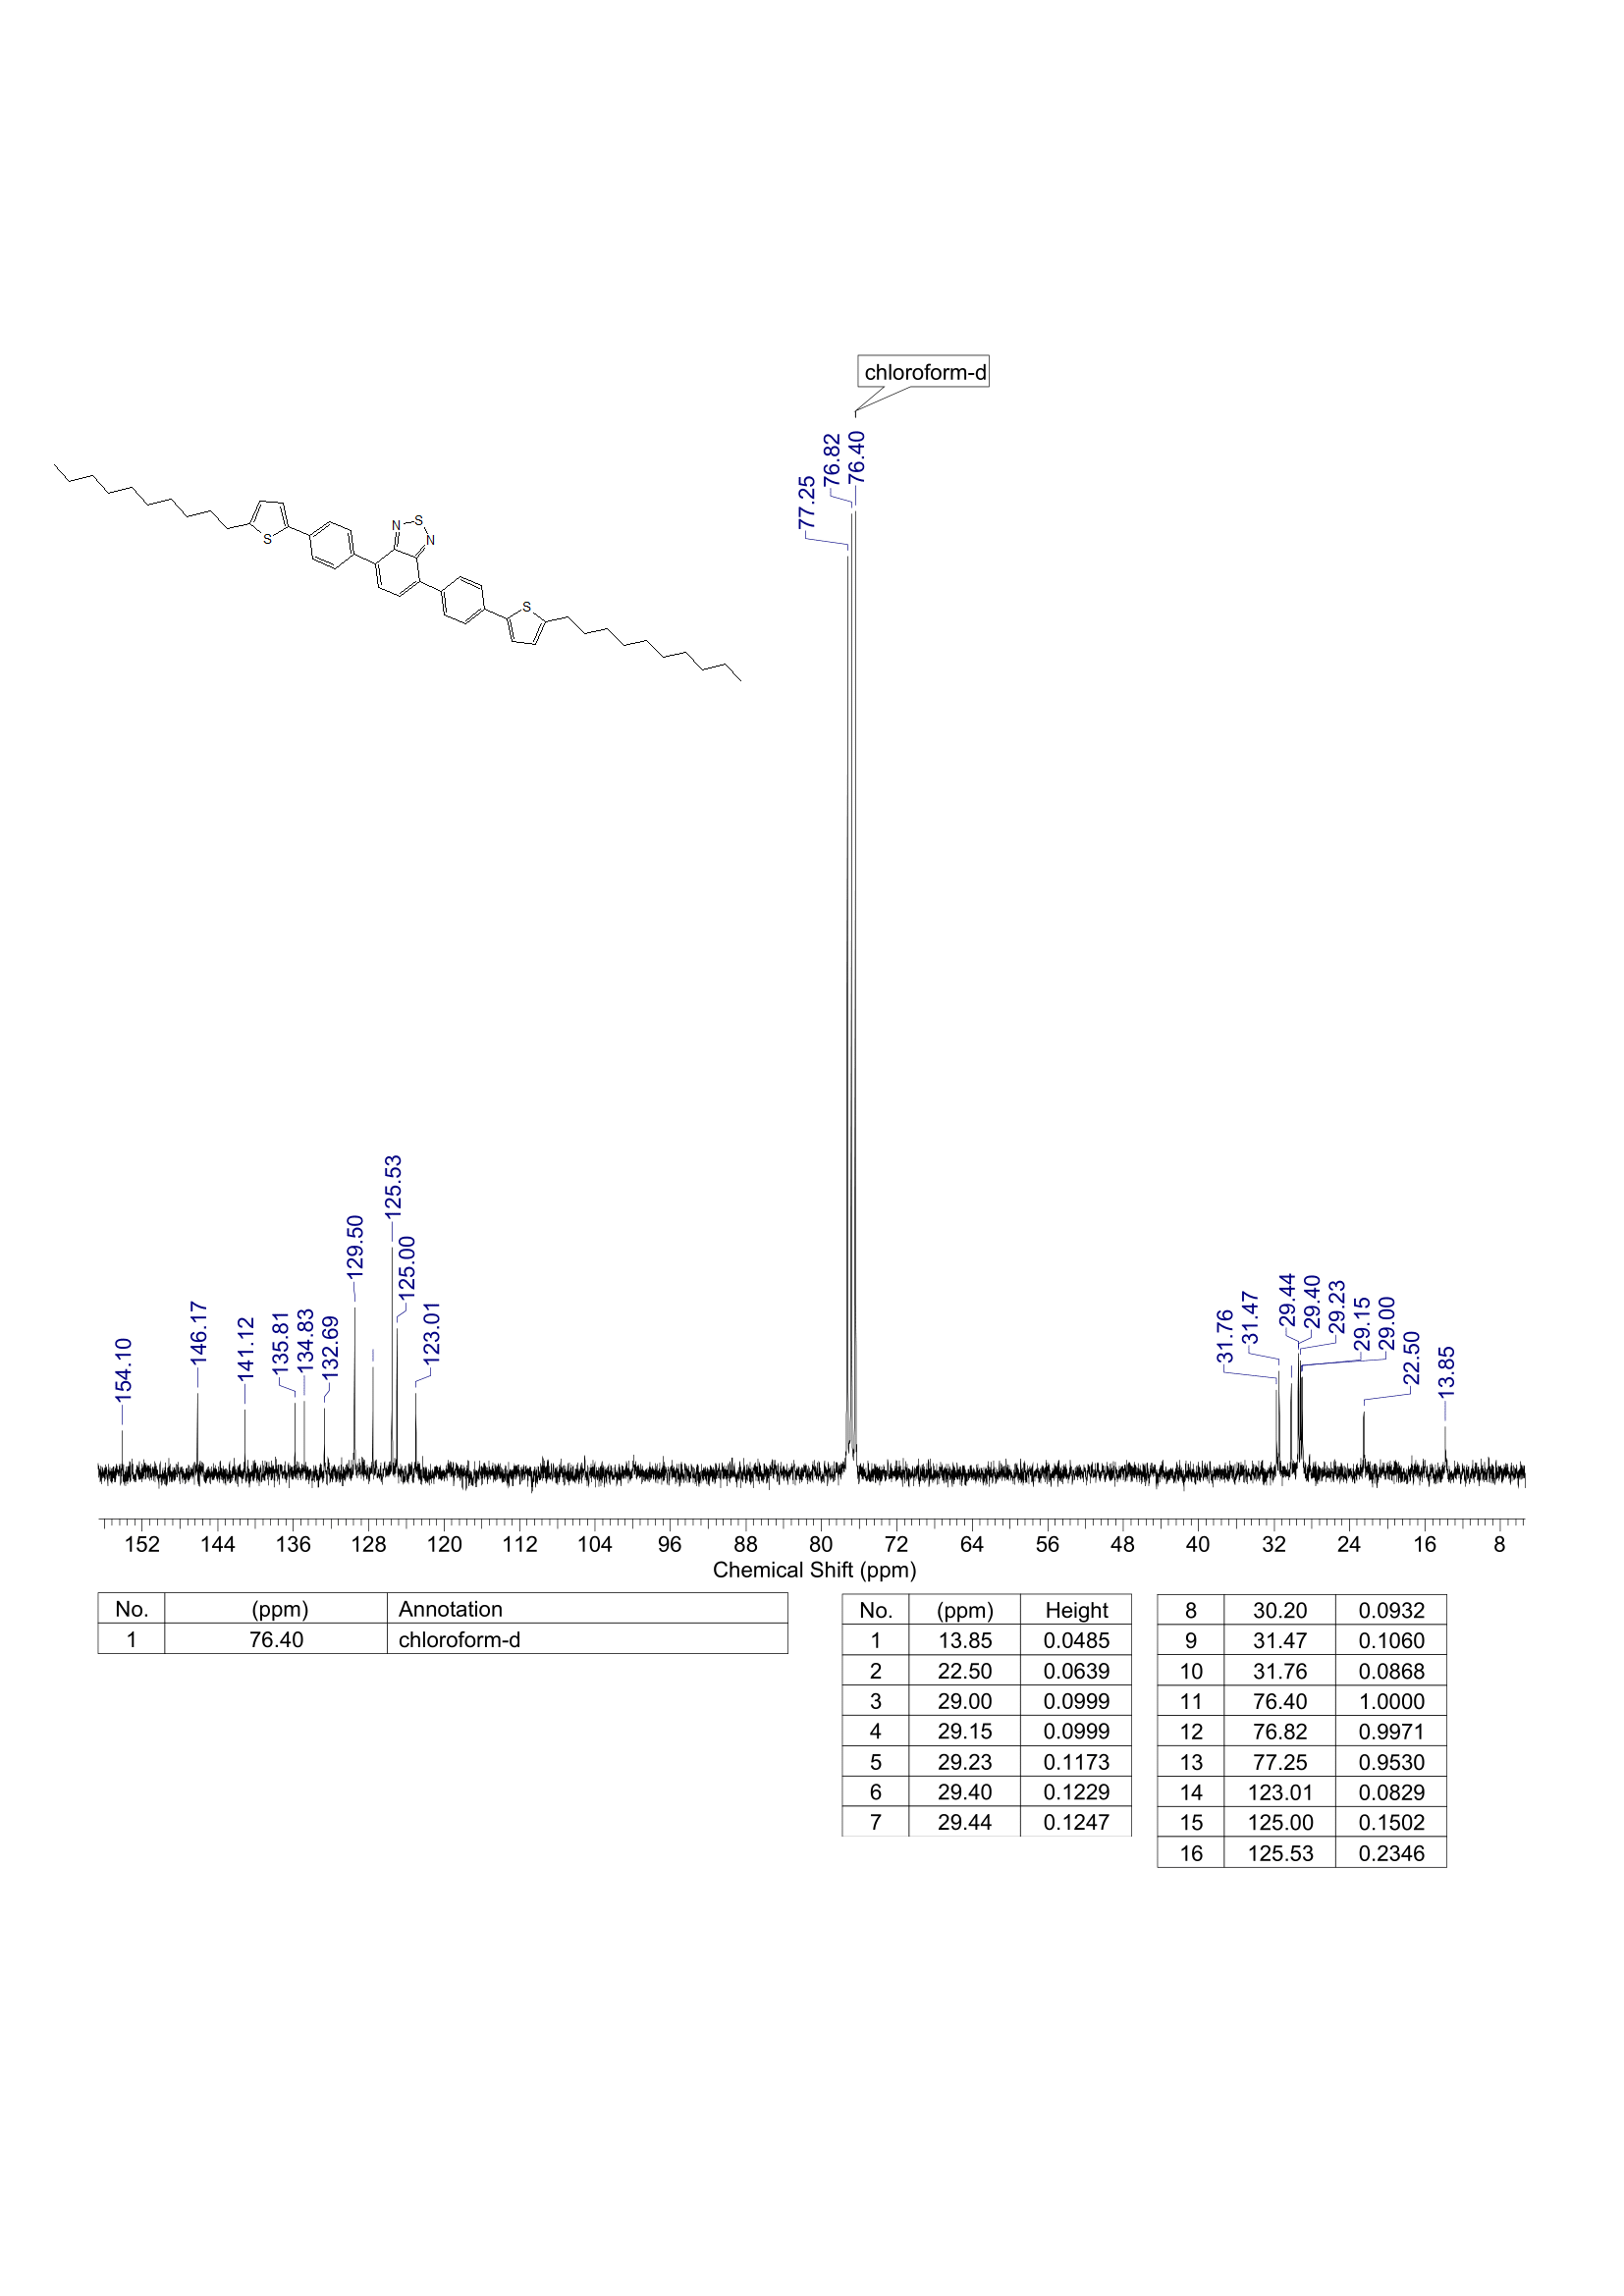 chloroform-d
77.25
76.82
76.40
N
S
N
S
S
154.10
146.17
141.12
135.81
134.83
132.69
129.50
125.53
125.00
123.01
31.76
31.47
29.44
29.40
29.23
29.15
29.00
22.50
13.85
152 144 136 128 120 112 104 96 88 80 72 64 56 48 40 32 24 16 8
Chemical Shift (ppm)
No. (ppm) Annotation
1 76.40 chloroform-d
No. (ppm) Height
1 13.85 0.0485
2 22.50 0.0639
3 29.00 0.0999
4 29.15 0.0999
5 29.23 0.1173
6 29.40 0.1229
7 29.44 0.1247
8 30.20 0.0932
9 31.47 0.1060
10 31.76 0.0868
11 76.40 1.0000
12 76.82 0.9971
13 77.25 0.9530
14 123.01 0.0829
15 125.00 0.1502
16 125.53 0.2346